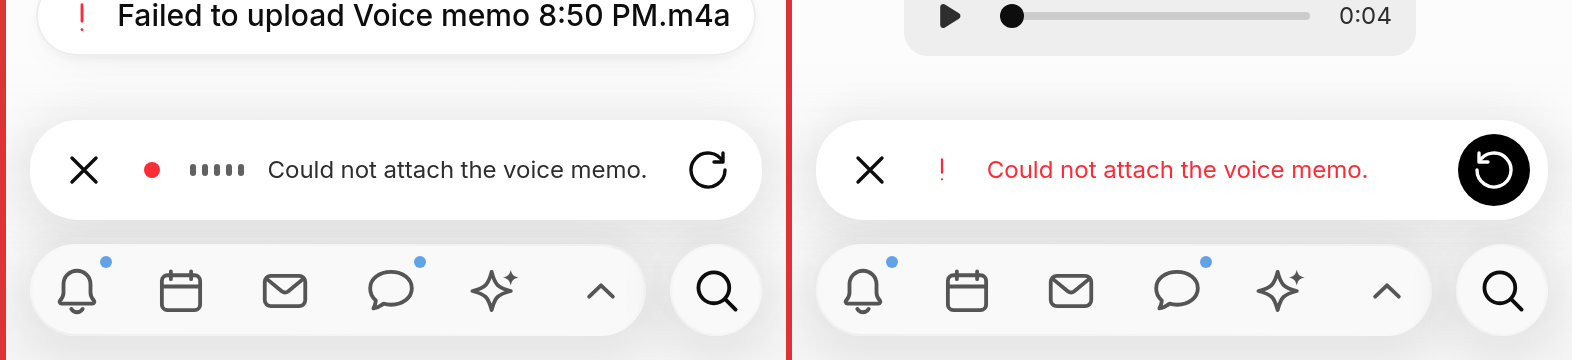 Failed to upload Voice memo 8:50 PM.m4a
0:04
Could not attach the voice memo.
Could not attach the voice memo.